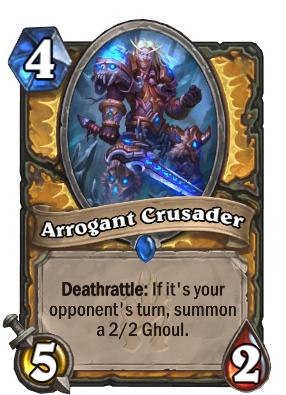 4
Arrogant Crusader
Deathrattle: If it's your
opponent's turn, summon
a 2/2 Ghoul.
5
2